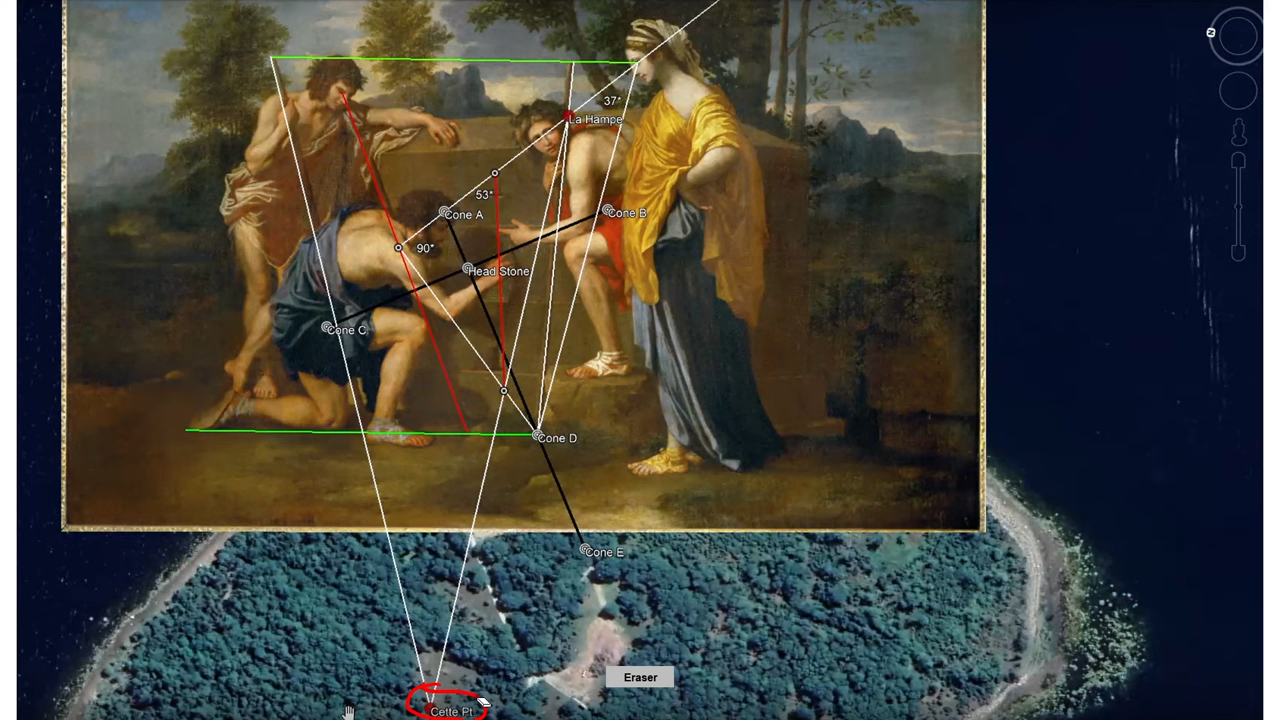 37°
La Hampe
53°
Cone A
Cone B
90°
Head Stone
Cone C
Cone D
Cone E
Eraser
Cette Pt